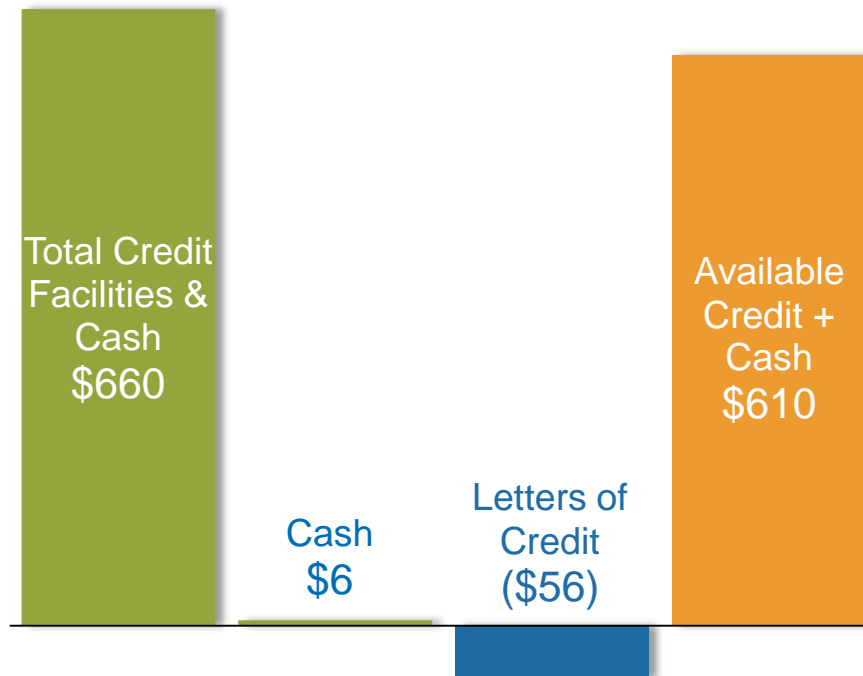 Total Credit
Facilities &
Cash
$660
Cash
$6
Letters of
Credit
($56)
Available
Credit +
Cash
$610